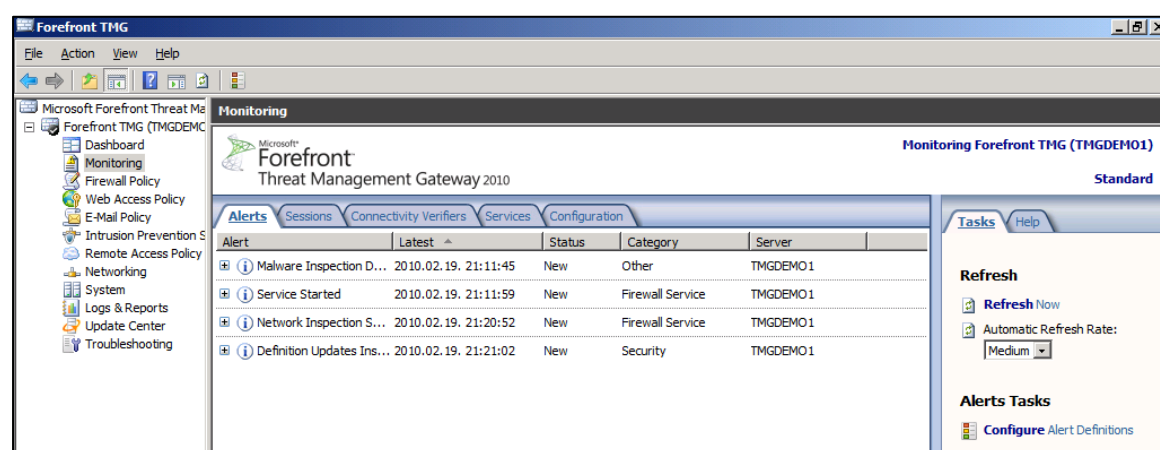 Forefront TMG
File Action View Help
Microsoft Forefront Threat Ma
Forefront TMG (TMGDEMO
Dashboard
Monitoring
Firewall Policy
Web Access Policy
E-Mail Policy
Intrusion Prevention S
Remote Access Policy
Networking
System
Logs & Reports
Update Center
Troubleshooting
Monitoring
Microsoft
Forefront
Threat Management Gateway 2010
Monitoring Forefront TMG (TMGDEMO1)
Standard
Alerts Sessions Connectivity Verifiers Services Configuration
Alert Latest Status Category Server
Malware Inspection D... 2010.02.19. 21:11:45 New Other TMGDEMO1
Service Started 2010.02.19. 21:11:59 New Firewall Service TMGDEMO1
Network Inspection S... 2010.02.19. 21:20:52 New Firewall Service TMGDEMO1
Definition Updates Ins... 2010.02.19. 21:21:02 New Security TMGDEMO1
Tasks Help
Refresh
Refresh Now
Automatic Refresh Rate:
Medium
Alerts Tasks
Configure Alert Definitions